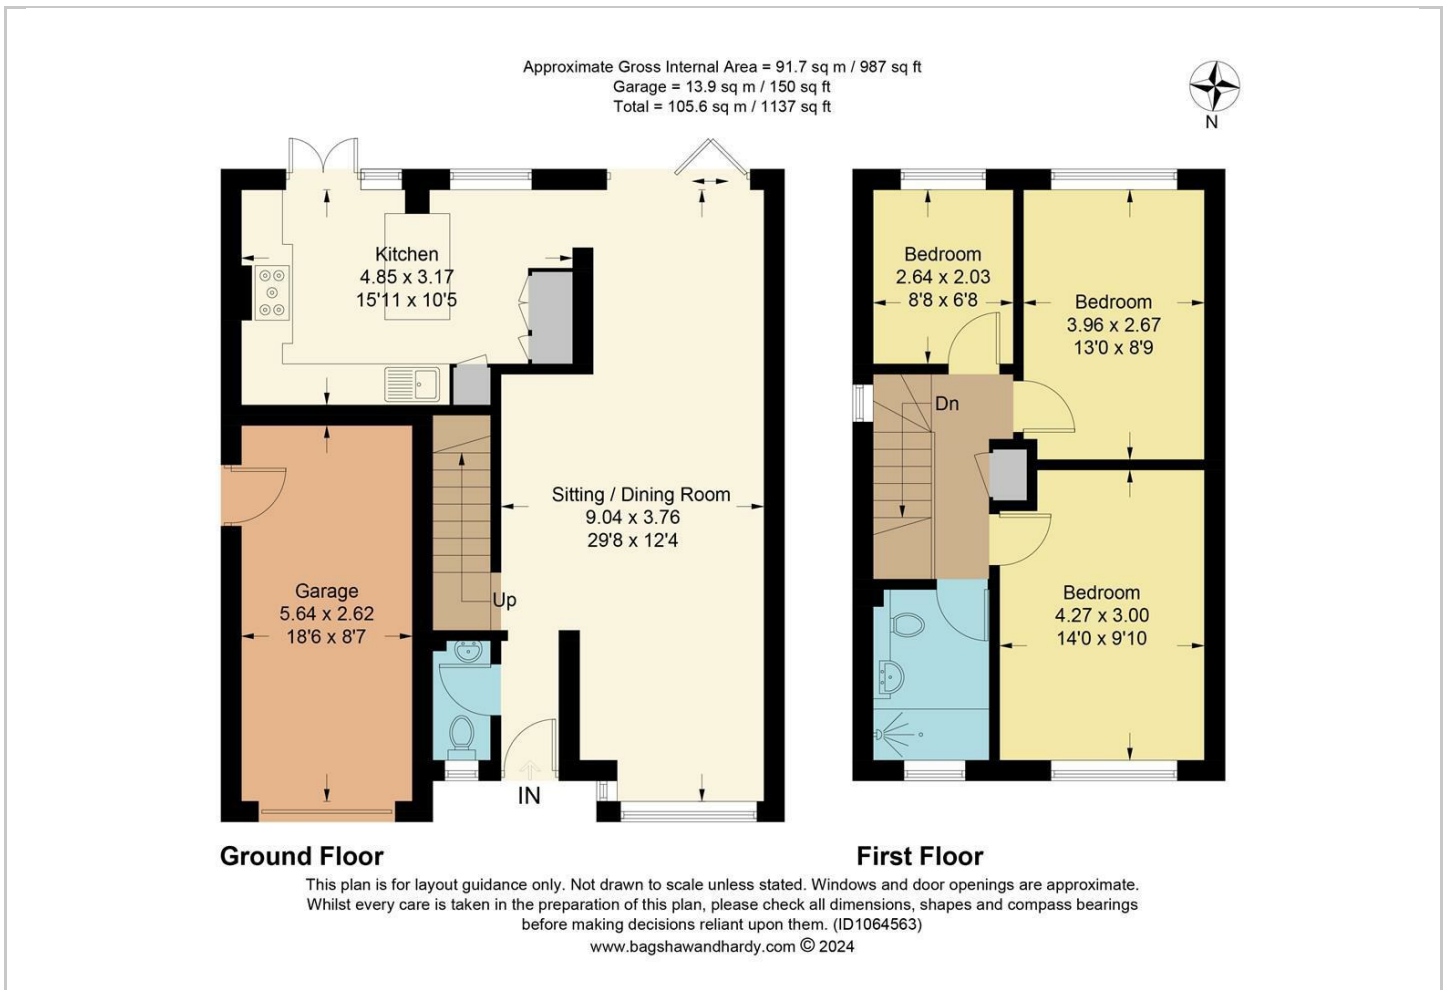 Approximate Gross Internal Area = 91.7 sq m / 987 sq ft
Garage = 13.9 sq m / 150 sq ft
Total = 105.6 sq m / 1137 sq ft
N
Kitchen
4.85 x 3.17
15'11 x 10'5
Sitting / Dining Room
9.04 x 3.76
29'8 x 12'4
Garage
5.64 x 2.62
18'6 x 8'7
Up
IN
Bedroom
2.64 x 2.03
8'8 x 6'8
Bedroom
3.96 x 2.67
13'0 x 8'9
Dn
Bedroom
4.27 x 3.00
14'0 x 9'10
Ground Floor
First Floor
This plan is for layout guidance only. Not drawn to scale unless stated. Windows and door openings are approximate.
Whilst every care is taken in the preparation of this plan, please check all dimensions, shapes and compass bearings
before making decisions reliant upon them. (ID1064563)
www.bagshawandhardy.com © 2024